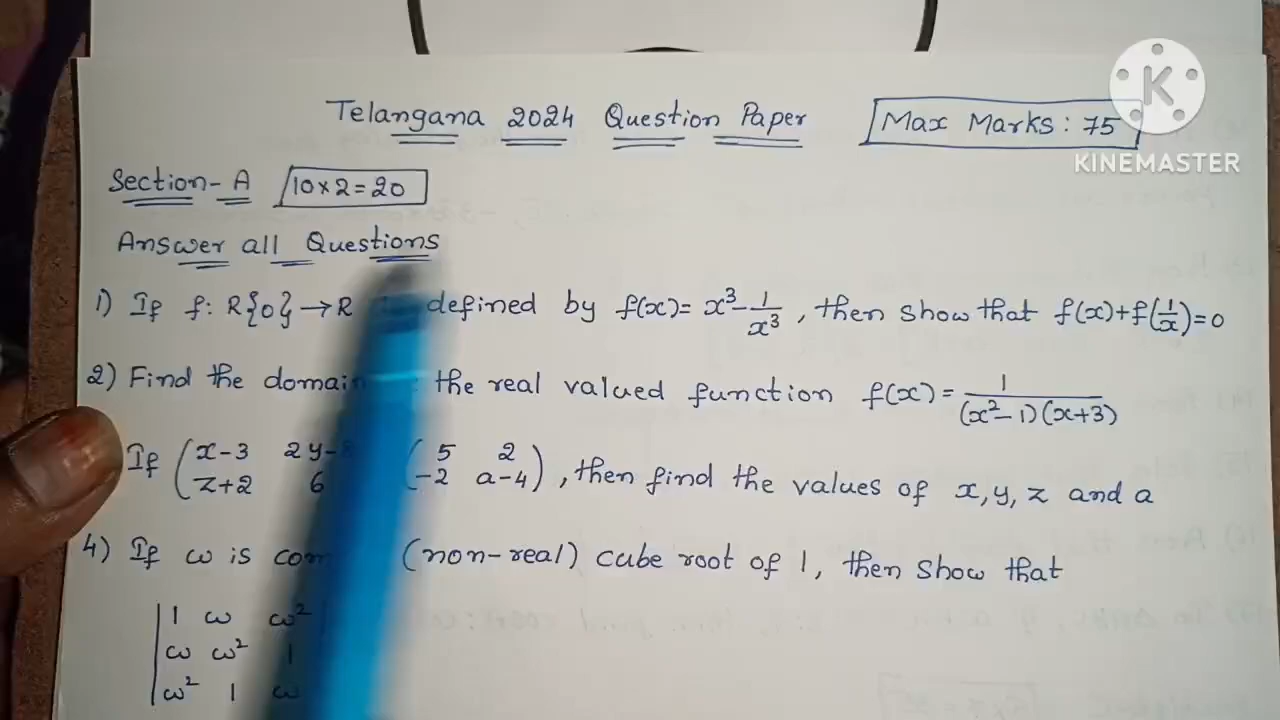 Telangana 2024 Question Paper
Max Marks: 75
KINEMASTER
Section-A 10×2=20
Answer all Questions
1) If f: R{0}→R defined by f(x)= x³-1/x³, then show that f(x)+f(1/x)=0
2) Find the domain the real valued function f(x)= 1/(x²-1)(x+3)
If (x-3 2y- (5 2
z+2 6 -2 a-4), then find the values of x,y,z and a
4) If ω is (non-real) cube root of 1, then show that
|1 ω ω²
ω ω² 1
ω² 1 ω